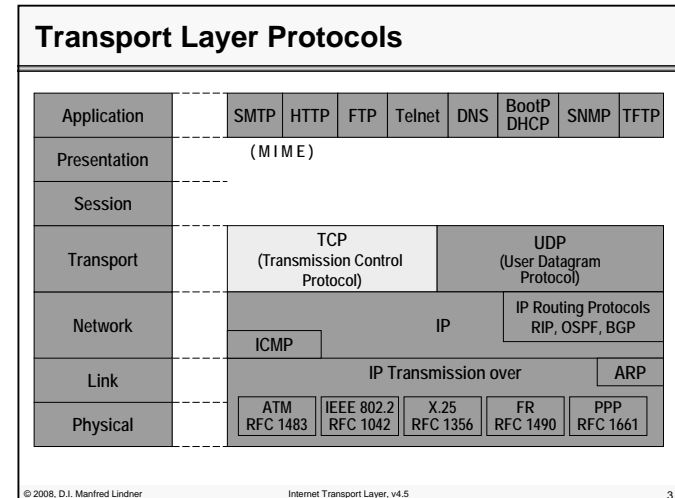 Transport Layer Protocols
Application
SMTP HTTP FTP Telnet DNS BootP DHCP SNMP TFTP
Presentation
(MIME)
Session
Transport
TCP
(Transmission Control
Protocol)
UDP
(User Datagram
Protocol)
Network
IP
IP Routing Protocols
RIP, OSPF, BGP
ICMP
Link
IP Transmission over
ARP
Physical
ATM
RFC 1483
IEEE 802.2
RFC 1042
X.25
RFC 1356
FR
RFC 1490
PPP
RFC 1661
© 2008, D.I. Manfred Lindner
Internet Transport Layer, v4.5
3